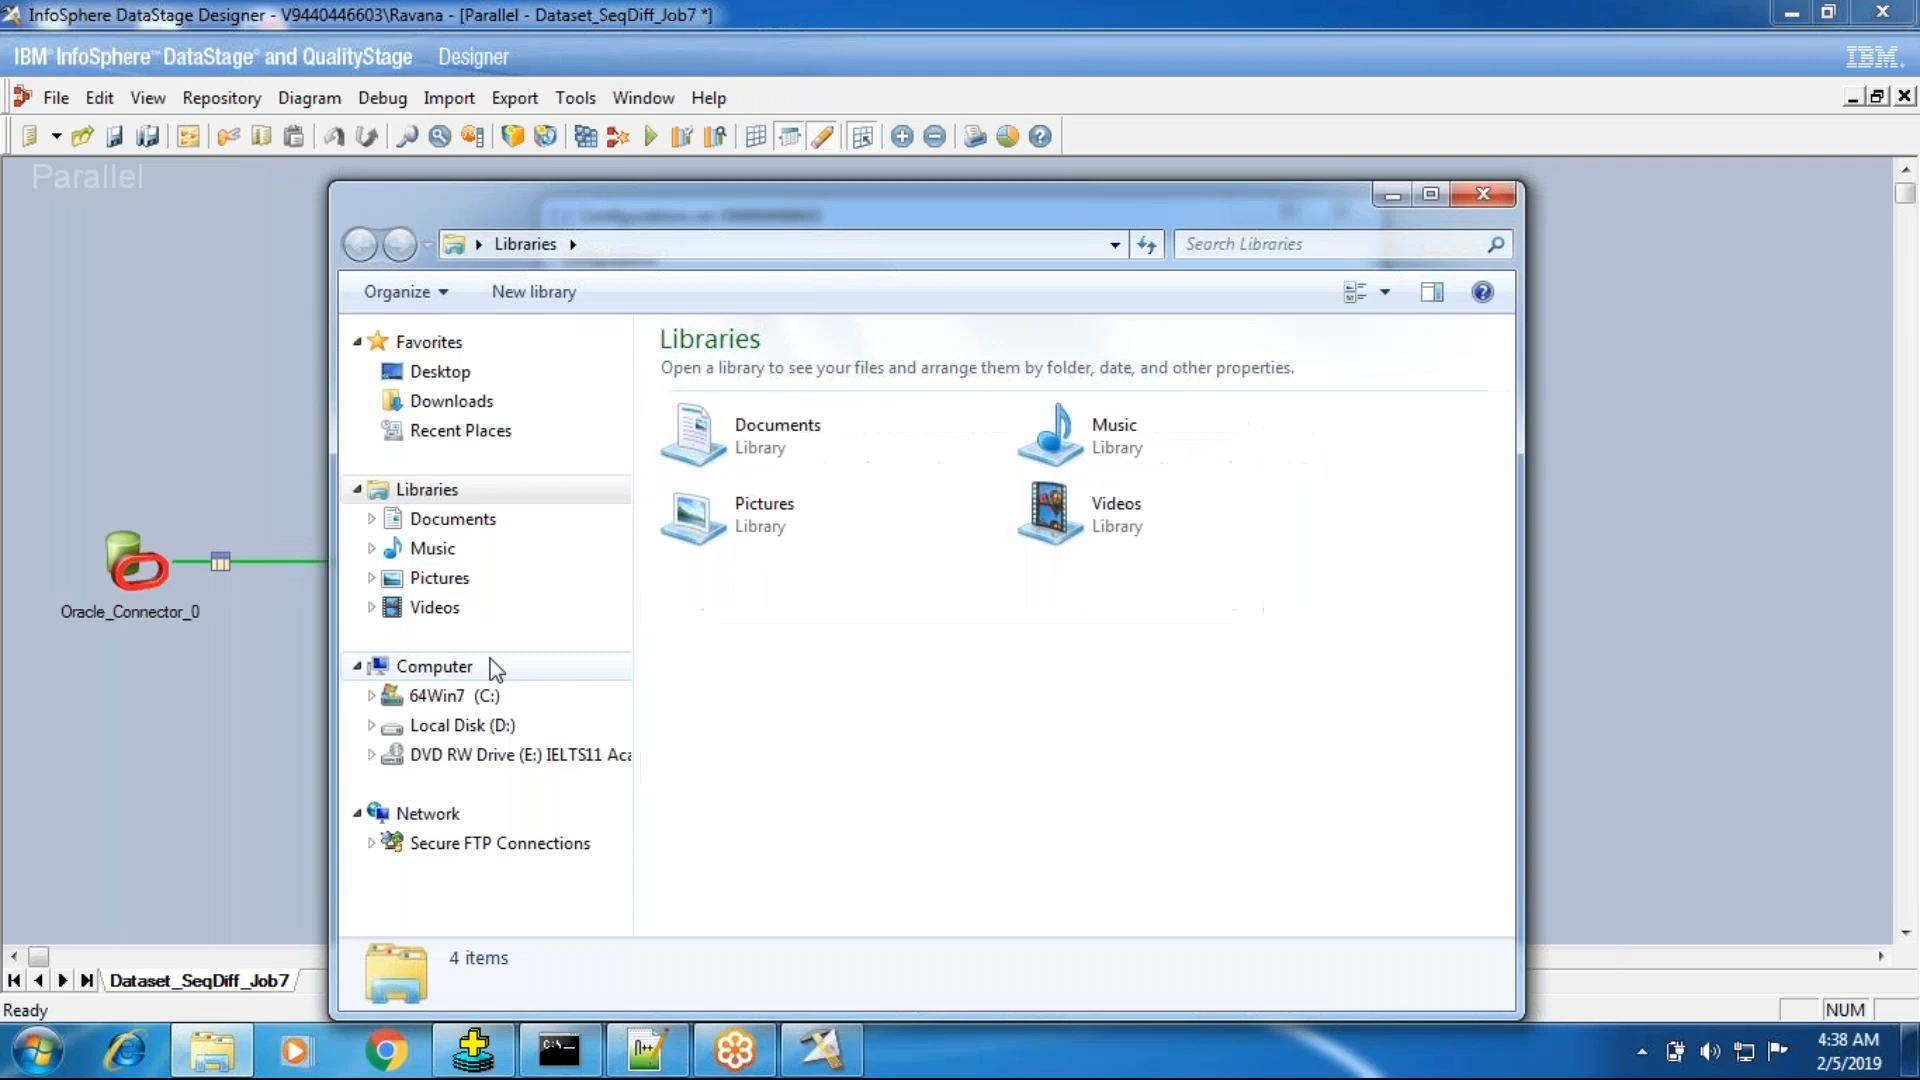 InfoSphere DataStage Designer - V9440446603\Ravana - [Parallel - Dataset_SeqDiff_Job7 *]
IBM® InfoSphere™ DataStage® and QualityStage Designer
IBM.
File Edit View Repository Diagram Debug Import Export Tools Window Help
Parallel
Libraries
Search Libraries
Organize New library
Favorites
Desktop
Downloads
Recent Places
Libraries
Documents
Music
Pictures
Videos
Computer
64Win7 (C:)
Local Disk (D:)
DVD RW Drive (E:) IELTS11 Aca
Network
Secure FTP Connections
Libraries
Open a library to see your files and arrange them by folder, date, and other properties.
Documents
Library
Music
Library
Pictures
Library
Videos
Library
4 items
Oracle_Connector_0
Dataset_SeqDiff_Job7
Ready
NUM
C:\
N++
4:38 AM
2/5/2019